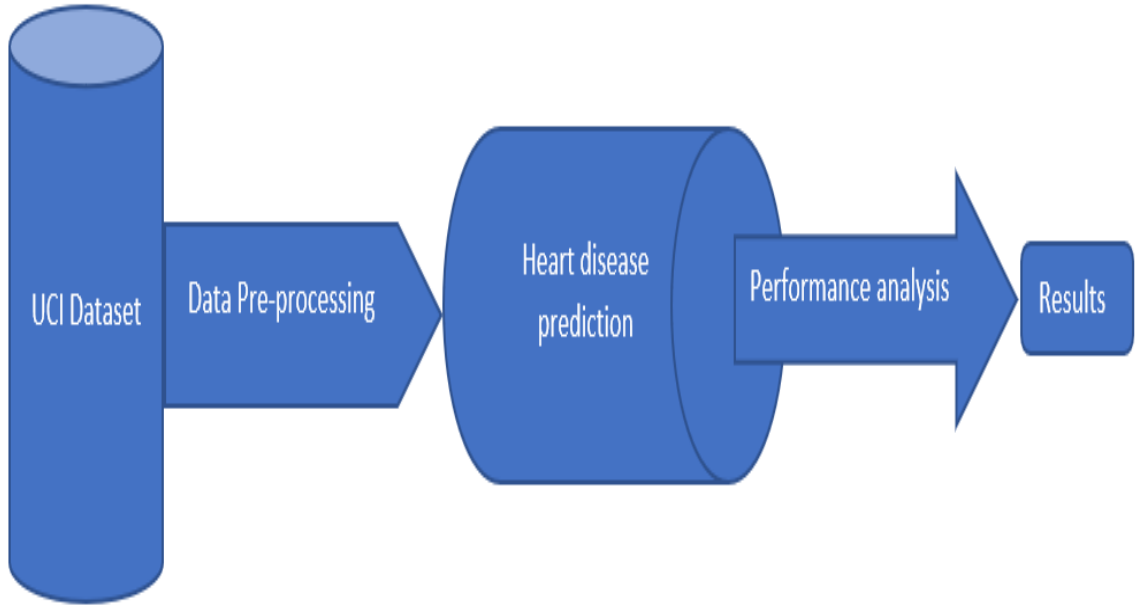 UCI Dataset
Data Pre-processing
Heart disease
prediction
Performance analysis
Results